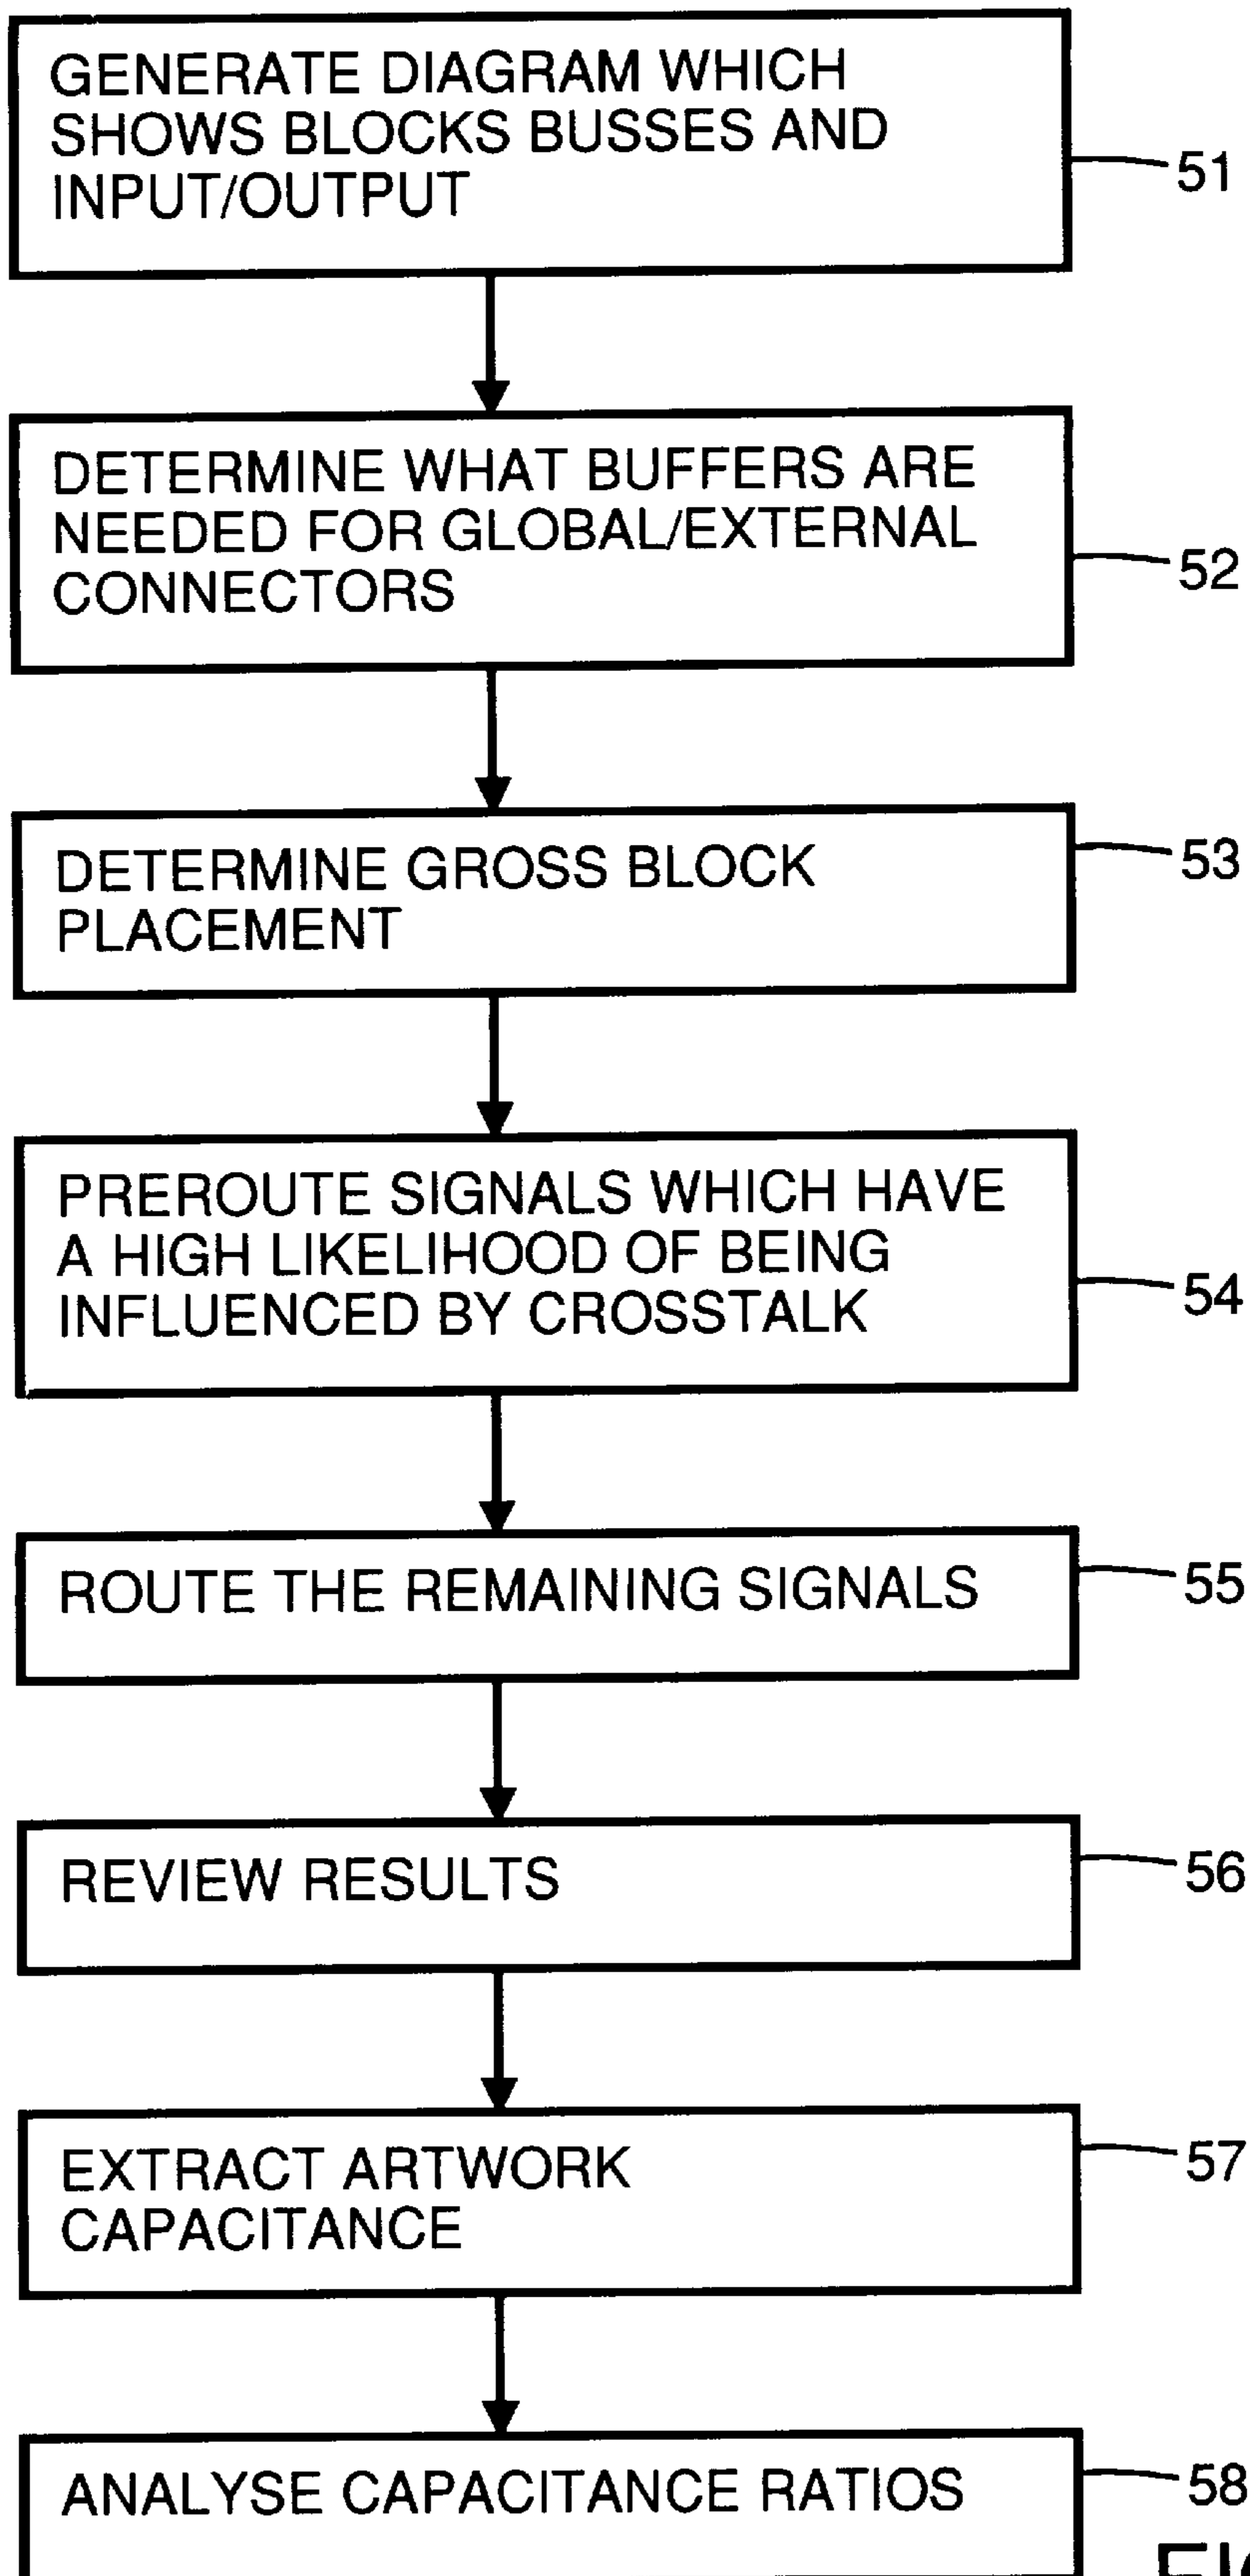 GENERATE DIAGRAM WHICH
SHOWS BLOCKS BUSSES AND
INPUT/OUTPUT
51
DETERMINE WHAT BUFFERS ARE
NEEDED FOR GLOBAL/EXTERNAL
CONNECTORS
52
DETERMINE GROSS BLOCK
PLACEMENT
53
PREROUTE SIGNALS WHICH HAVE
A HIGH LIKELIHOOD OF BEING
INFLUENCED BY CROSSTALK
54
ROUTE THE REMAINING SIGNALS
55
REVIEW RESULTS
56
EXTRACT ARTWORK
CAPACITANCE
57
ANALYSE CAPACITANCE RATIOS
58